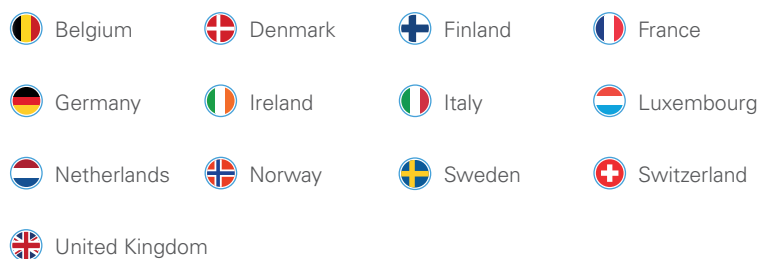 Belgium Denmark Finland France
Germany Ireland Italy Luxembourg
Netherlands Norway Sweden Switzerland
United Kingdom